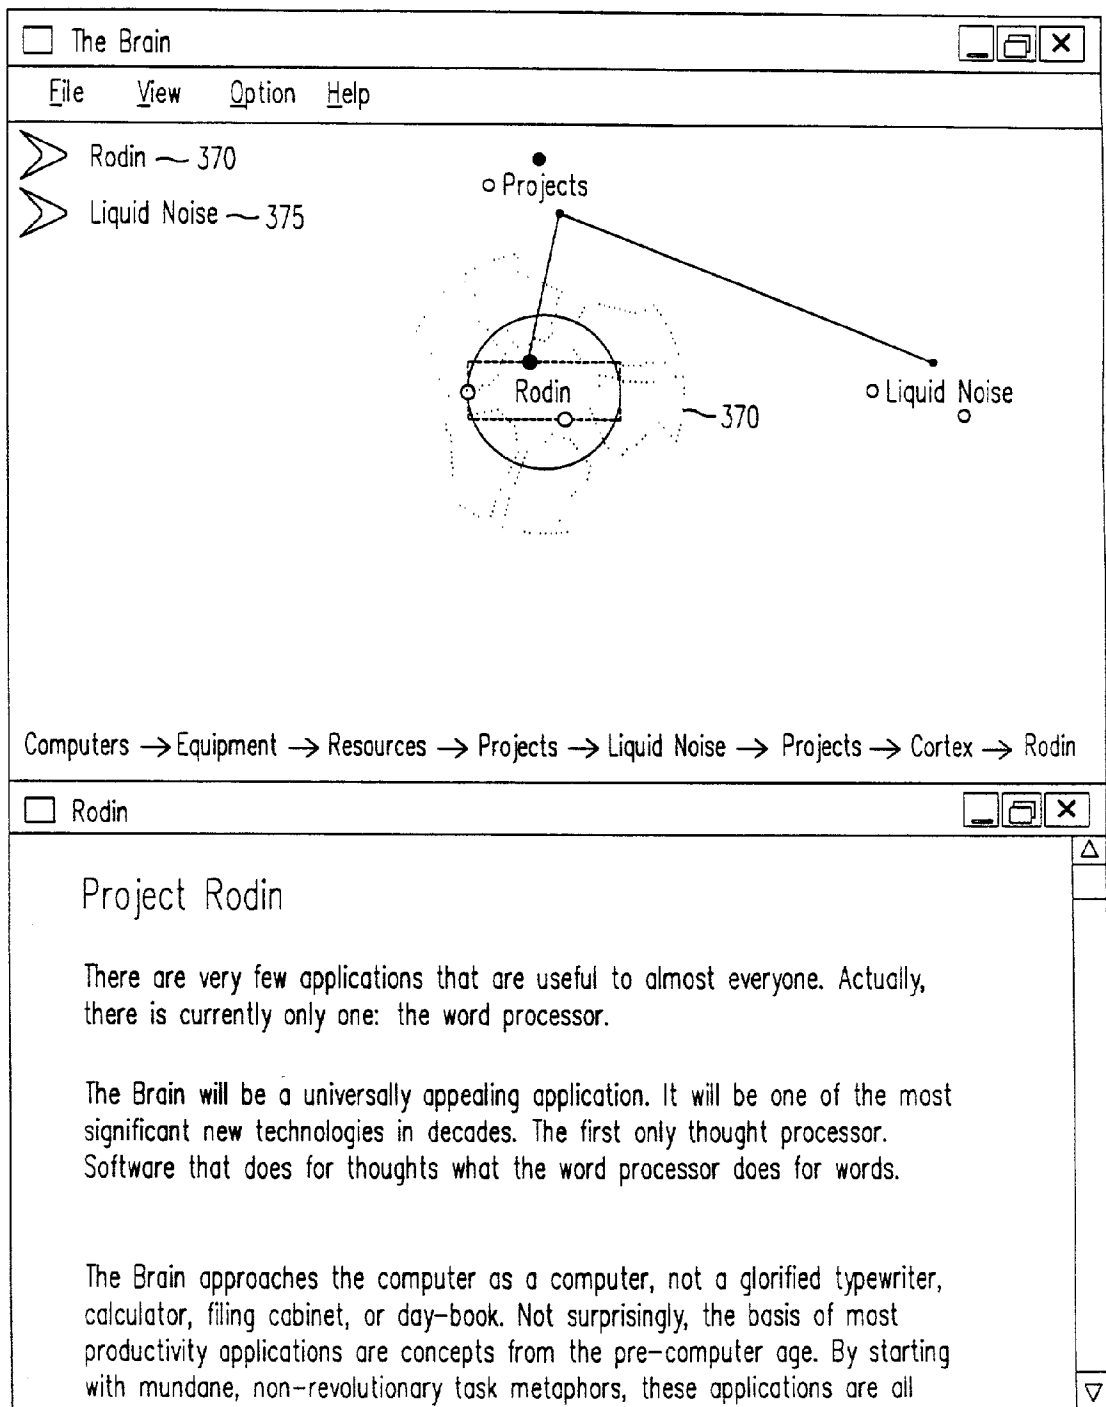 The Brain
File View Option Help
Rodin 370
Projects
Liquid Noise 375
Rodin
Liquid Noise
370
Computers → Equipment → Resources → Projects → Liquid Noise → Projects → Cortex → Rodin
Rodin
Project Rodin
There are very few applications that are useful to almost everyone. Actually,
there is currently only one: the word processor.
The Brain will be a universally appealing application. It will be one of the most
significant new technologies in decades. The first only thought processor.
Software that does for thoughts what the word processor does for words.
The Brain approaches the computer as a computer, not a glorified typewriter,
calculator, filing cabinet, or day-book. Not surprisingly, the basis of most
productivity applications are concepts from the pre-computer age. By starting
with mundane, non-revolutionary task metaphors, these applications are all